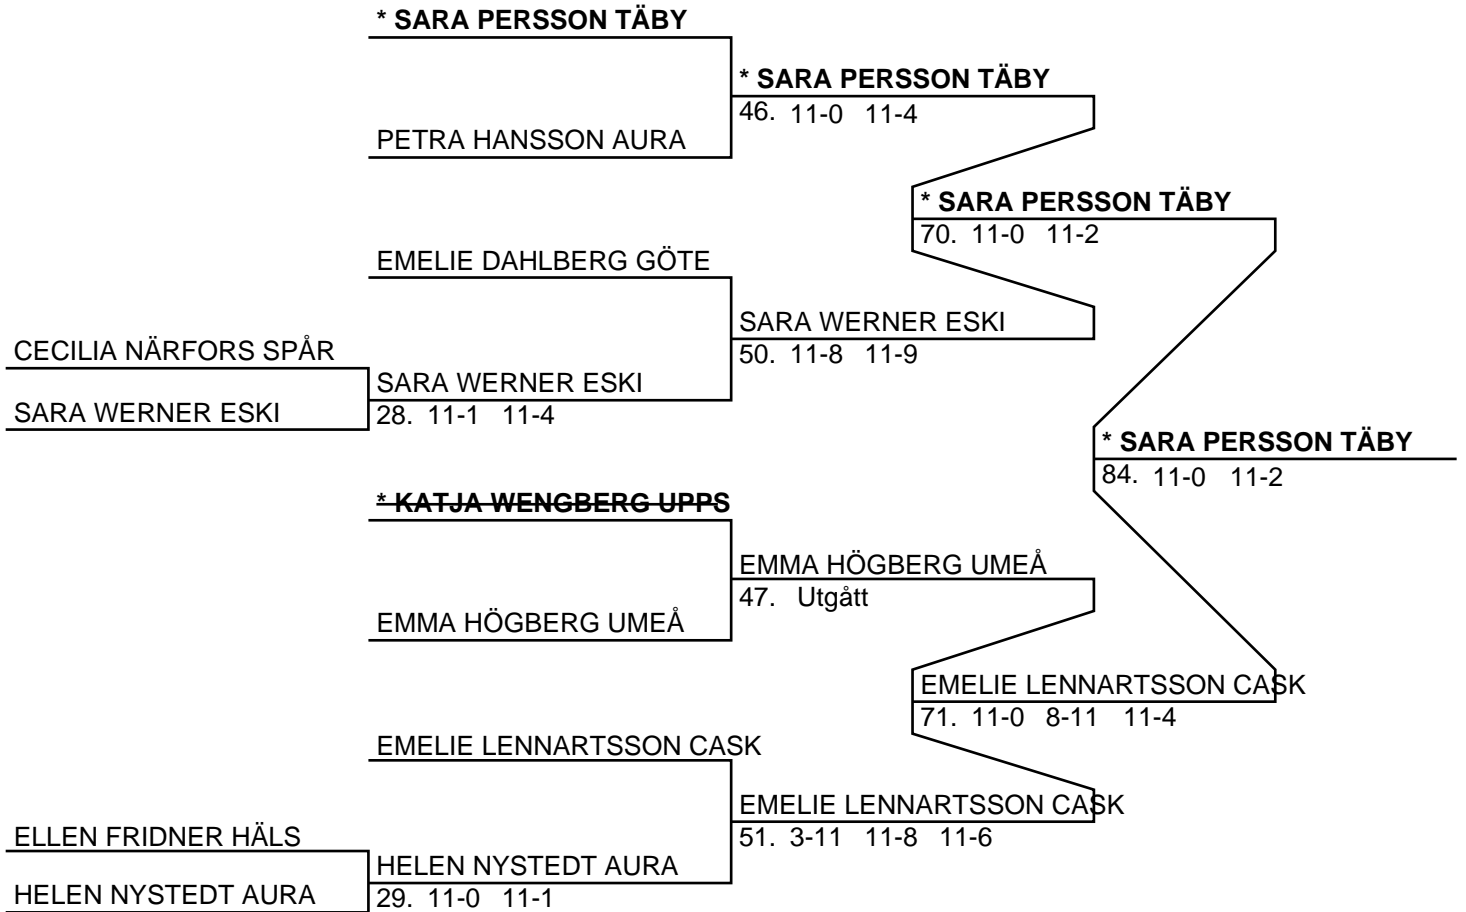 * SARA PERSSON TÄBY
* SARA PERSSON TÄBY
46. 11-0 11-4
PETRA HANSSON AURA
* SARA PERSSON TÄBY
70. 11-0 11-2
EMELIE DAHLBERG GÖTE
SARA WERNER ESKI
50. 11-8 11-9
CECILIA NÄRFORS SPÅR
SARA WERNER ESKI
28. 11-1 11-4
SARA WERNER ESKI
* SARA PERSSON TÄBY
84. 11-0 11-2
* KATJA WENGBERG UPPS
EMMA HÖGBERG UMEÅ
47. Utgått
EMMA HÖGBERG UMEÅ
EMELIE LENNARTSSON CASK
71. 11-0 8-11 11-4
EMELIE LENNARTSSON CASK
EMELIE LENNARTSSON CASK
51. 3-11 11-8 11-6
ELLEN FRIDNER HÄLS
HELEN NYSTEDT AURA
29. 11-0 11-1
HELEN NYSTEDT AURA